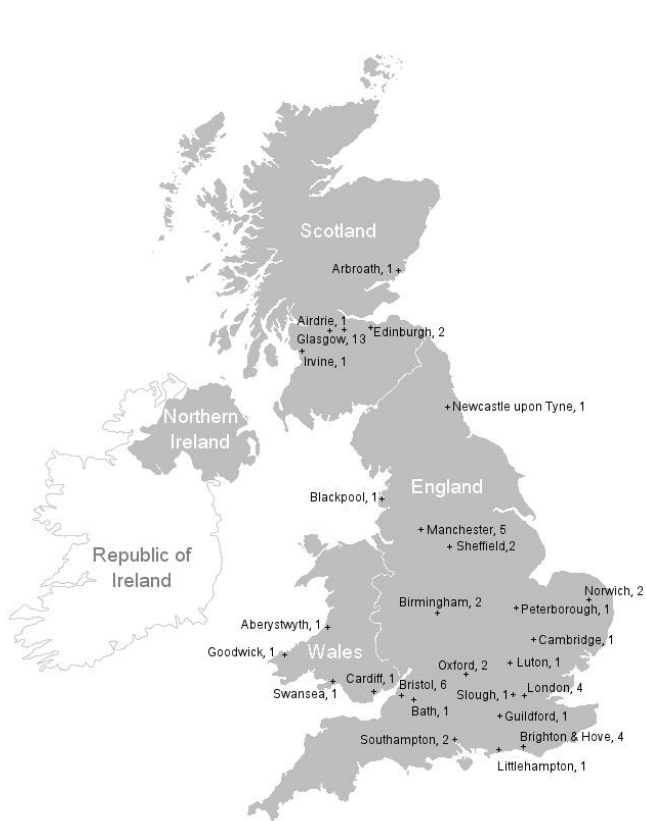 Scotland
Arbroath, 1
Airdrie, 1
Edinburgh, 2
Glasgow, 13
Irvine, 1
Newcastle upon Tyne, 1
Northern
Ireland
England
Blackpool, 1
Manchester, 5
Sheffield,2
Republic of
Ireland
Norwich, 2
Birmingham, 2
Peterborough, 1
Aberystwyth, 1
Cambridge, 1
Goodwick, 1
Wales
Luton, 1
Oxford, 2
Cardiff, 1
Bristol, 6
Swansea, 1
Slough, 1
London, 4
Bath, 1
Guildford, 1
Southampton, 2
Brighton & Hove, 4
Littlehampton, 1